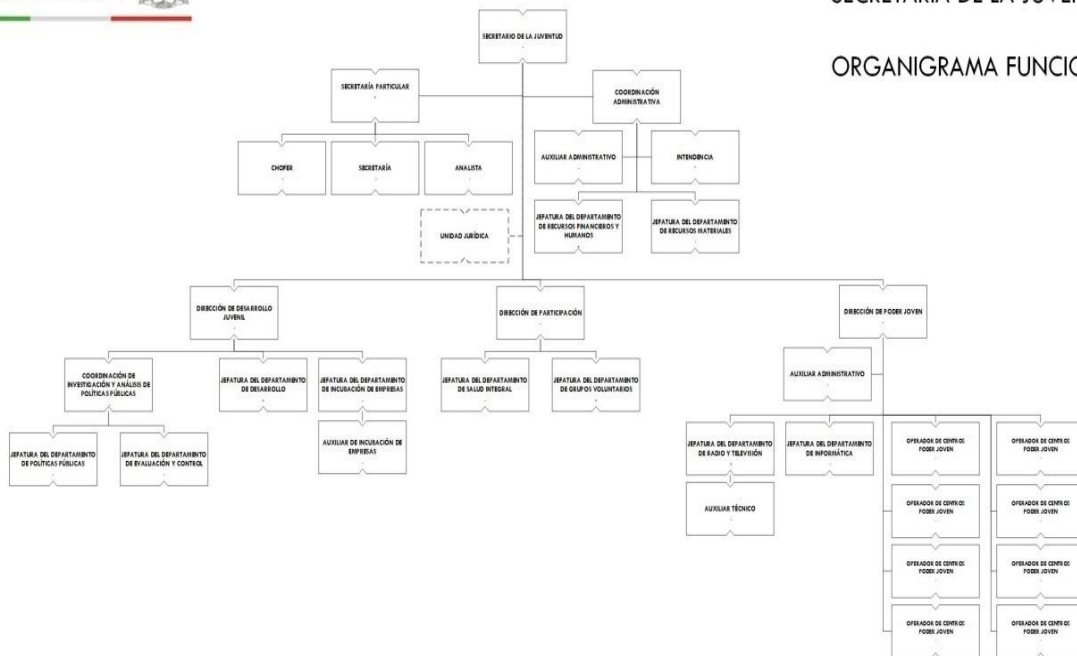 ORGANIGRAMA
SECRETARIO DE LA JUVENTUD
SECRETARÍA PARTICULAR
COORDINACIÓN
ADMINISTRATIVA
CHOFER
SECRETARÍA
ANALISTA
AUXILIAR ADMINISTRATIVO
INTENDENCIA
UNIDAD JURÍDICA
JEFATURA DEL DEPARTAMENTO
DE RECURSOS FINANCIEROS Y
HUMANOS
JEFATURA DEL DEPARTAMENTO
DE RECURSOS MATERIALES
DIRECCIÓN DE DESARROLLO
JUVENIL
DIRECCIÓN DE PARTICIPACIÓN
DIRECCIÓN DE PODER JOVEN
COORDINACIÓN DE
INVESTIGACIÓN Y ANÁLISIS DE
POLÍTICAS PÚBLICAS
JEFATURA DEL DEPARTAMENTO
DE DESARROLLO
JEFATURA DEL DEPARTAMENTO
DE INCUBACIÓN DE EMPRESAS
JEFATURA DEL DEPARTAMENTO
DE SALUD INTEGRAL
JEFATURA DEL DEPARTAMENTO
DE GRUPOS VOLUNTARIOS
AUXILIAR ADMINISTRATIVO
JEFATURA DEL DEPARTAMENTO
DE POLÍTICAS PÚBLICAS
JEFATURA DEL DEPARTAMENTO
DE EVALUACIÓN Y CONTROL
AUXILIAR DE INCUBACIÓN DE
EMPRESAS
JEFATURA DEL DEPARTAMENTO
DE RADIO Y TELEVISIÓN
JEFATURA DEL DEPARTAMENTO
DE INFORMÁTICA
OPERADOR DE CENTROS
PODER JOVEN
OPERADOR DE CENTROS
PODER JOVEN
AUXILIAR TÉCNICO
OPERADOR DE CENTROS
PODER JOVEN
OPERADOR DE CENTROS
PODER JOVEN
OPERADOR DE CENTROS
PODER JOVEN
OPERADOR DE CENTROS
PODER JOVEN
OPERADOR DE CENTROS
PODER JOVEN
OPERADOR DE CENTROS
PODER JOVEN